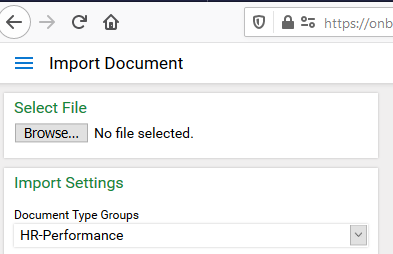 https://onb
Import Document
Select File
Browse... No file selected.
Import Settings
Document Type Groups
HR-Performance